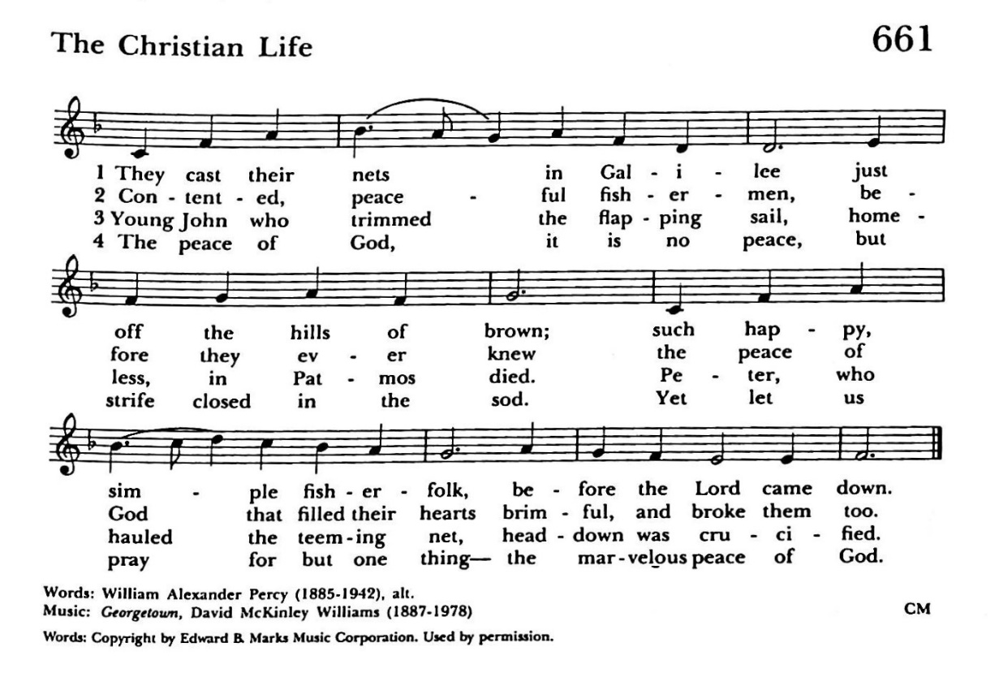 The Christian Life 661
1 They cast their nets in Gal - i - lee just
2 Con - tent - ed, peace - ful fish - er - men, be -
3 Young John who trimmed the flap - ping sail, home -
4 The peace of God, it is no peace, but
off the hills of brown; such hap - py,
fore they ev - er knew the peace of
less, in Pat - mos died. Pe - ter, who
strife closed in the sod. Yet let us
sim - ple fish - er - folk, be - fore the Lord came down.
God that filled their hearts brim - ful, and broke them too.
hauled the teem - ing net, head - down was cru - ci - fied.
pray for but one thing— the mar - velous peace of God.
Words: William Alexander Percy (1885-1942), alt.
Music: Georgetown, David McKinley Williams (1887-1978) CM
Words: Copyright by Edward B. Marks Music Corporation. Used by permission.